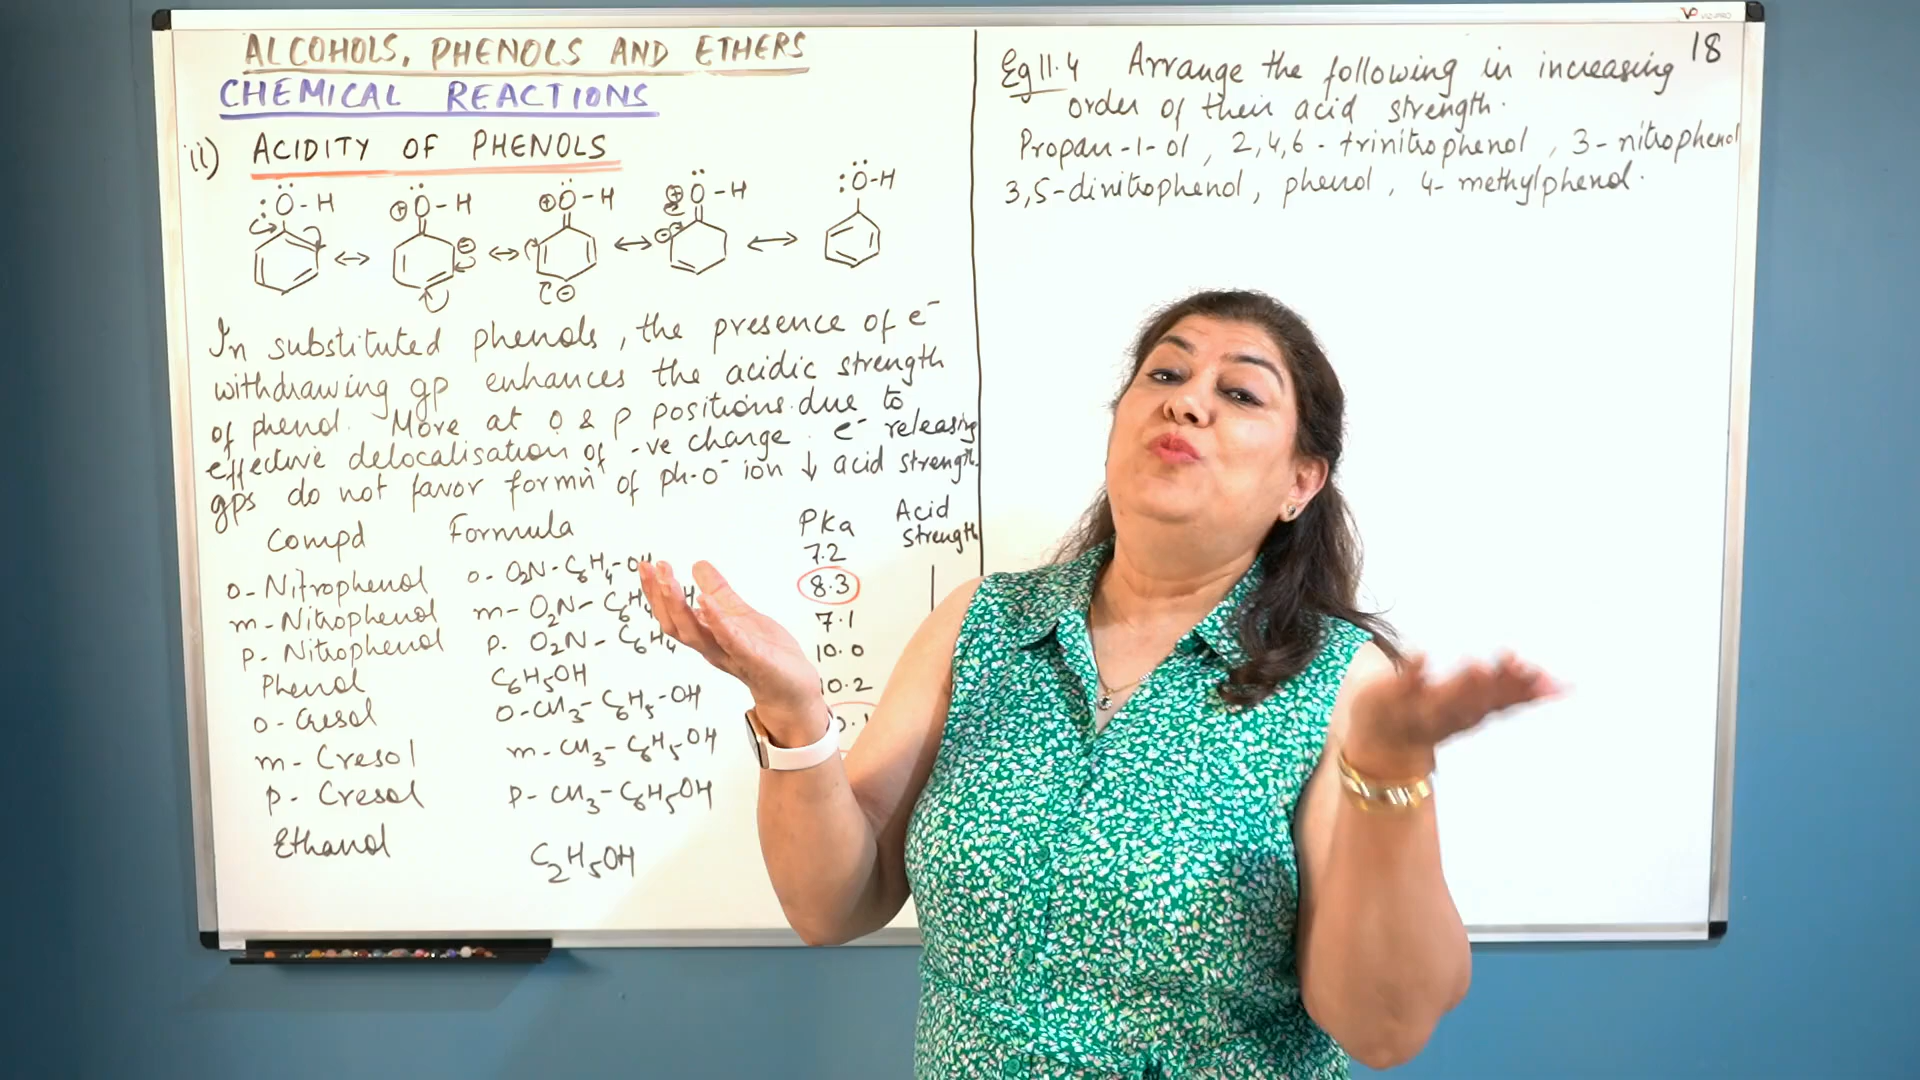 ALCOHOLS, PHENOLS AND ETHERS
CHEMICAL REACTIONS
ii) ACIDITY OF PHENOLS
:Ö-H ⊕Ö-H ⊕Ö-H ⊕Ö-H :Ö-H
In substituted phenols, the presence of e⁻
withdrawing gp enhances the acidic strength
of phenol. More at o & p positions due to
effective delocalisation of -ve charge. e⁻ releasing
gps do not favor formn of ph-O⁻ ion ↓ acid strength.
Compd Formula PKa Acid Strength
o-Nitrophenol o- O2N-C6H4-OH 7.2
m-Nitrophenol m- O2N- 8.3
p-Nitrophenol p. O2N- C6H4 7.1
Phenol C6H5OH 10.0
o-Cresol o-CH3-C6H5-OH 10.2
m-Cresol m-CH3-C6H5OH
p-Cresol p-CH3-C6H5OH
Ethanol C2H5OH
18
Eg 11.4 Arrange the following in increasing
order of their acid strength.
Propan-1-ol, 2,4,6-trinitrophenol, 3-nitrophenol
3,5-dinitrophenol, phenol, 4-methylphenol.